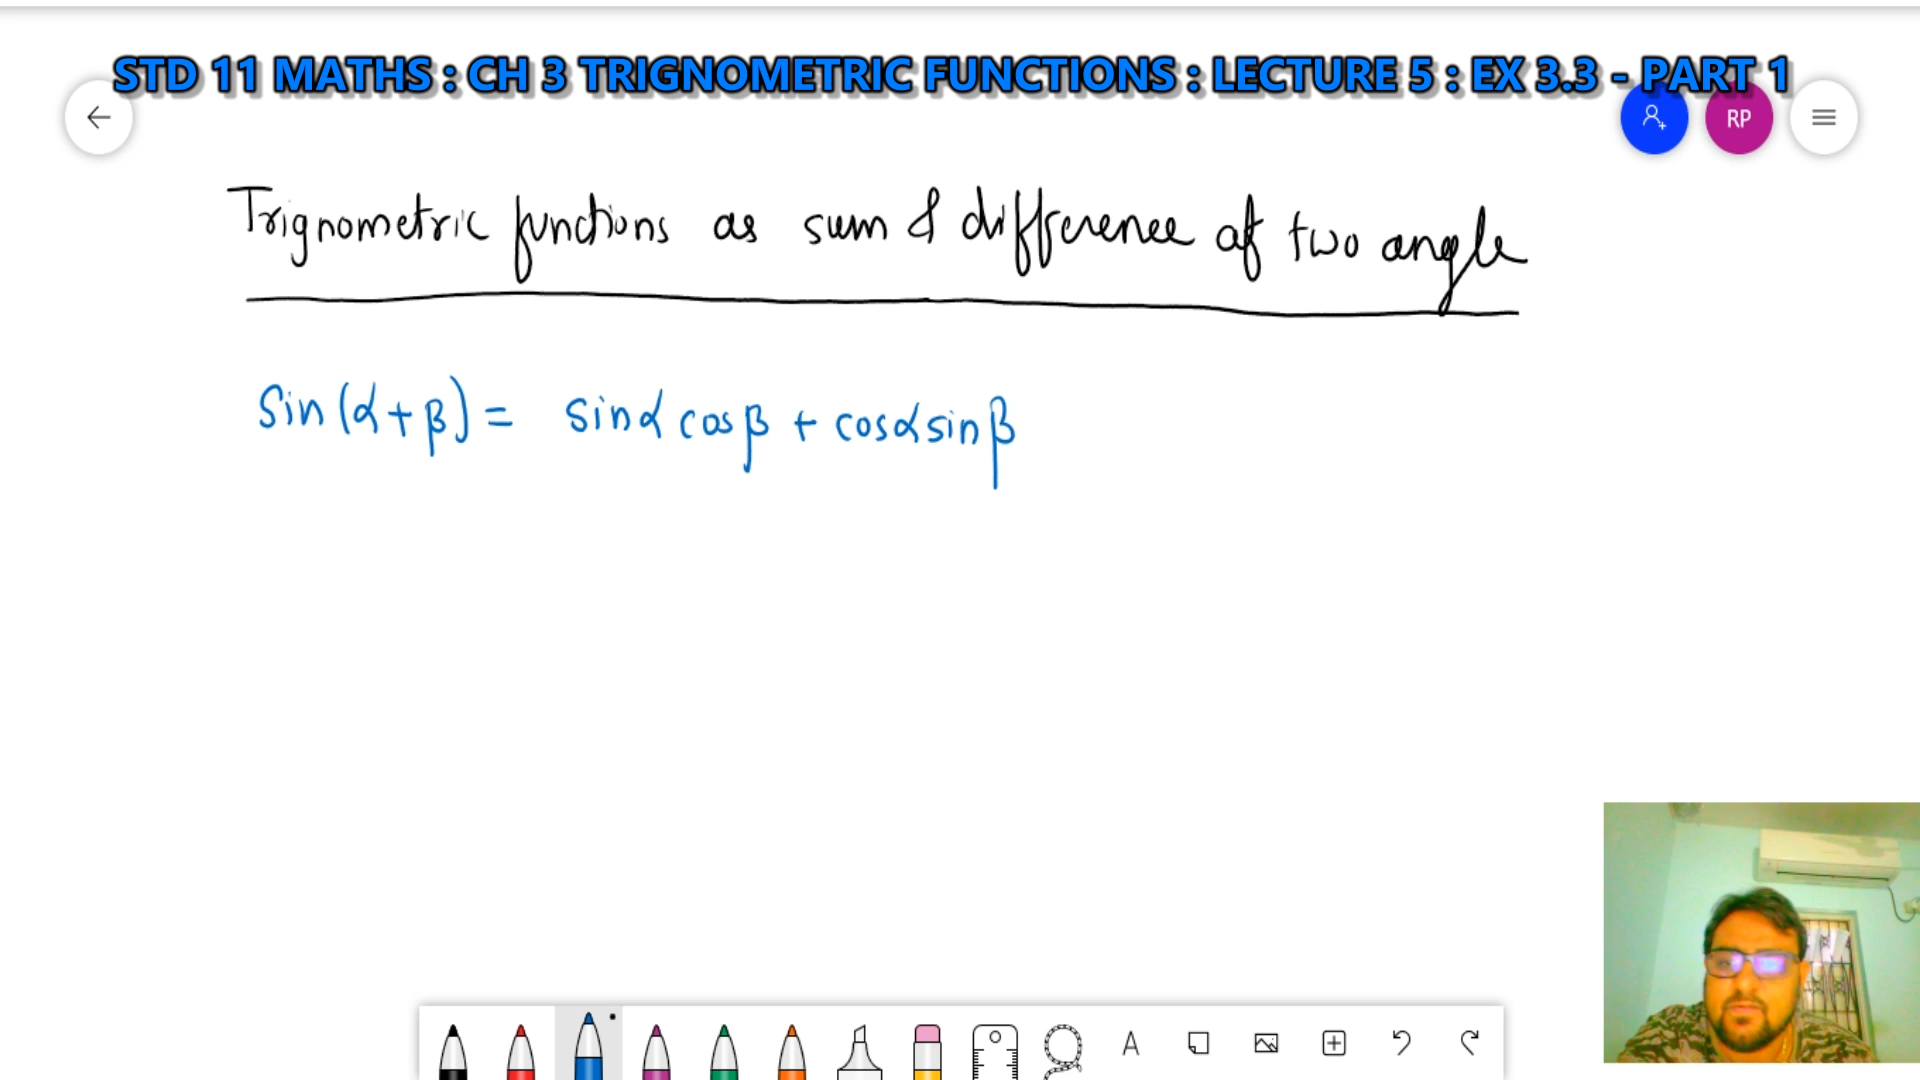 STD 11 MATHS : CH 3 TRIGNOMETRIC FUNCTIONS : LECTURE 5 : EX 3.3 - PART 1
RP
Trignometric functions as sum & difference of two angle
Sin(α+β) = sinα cosβ + cosα sinβ
A